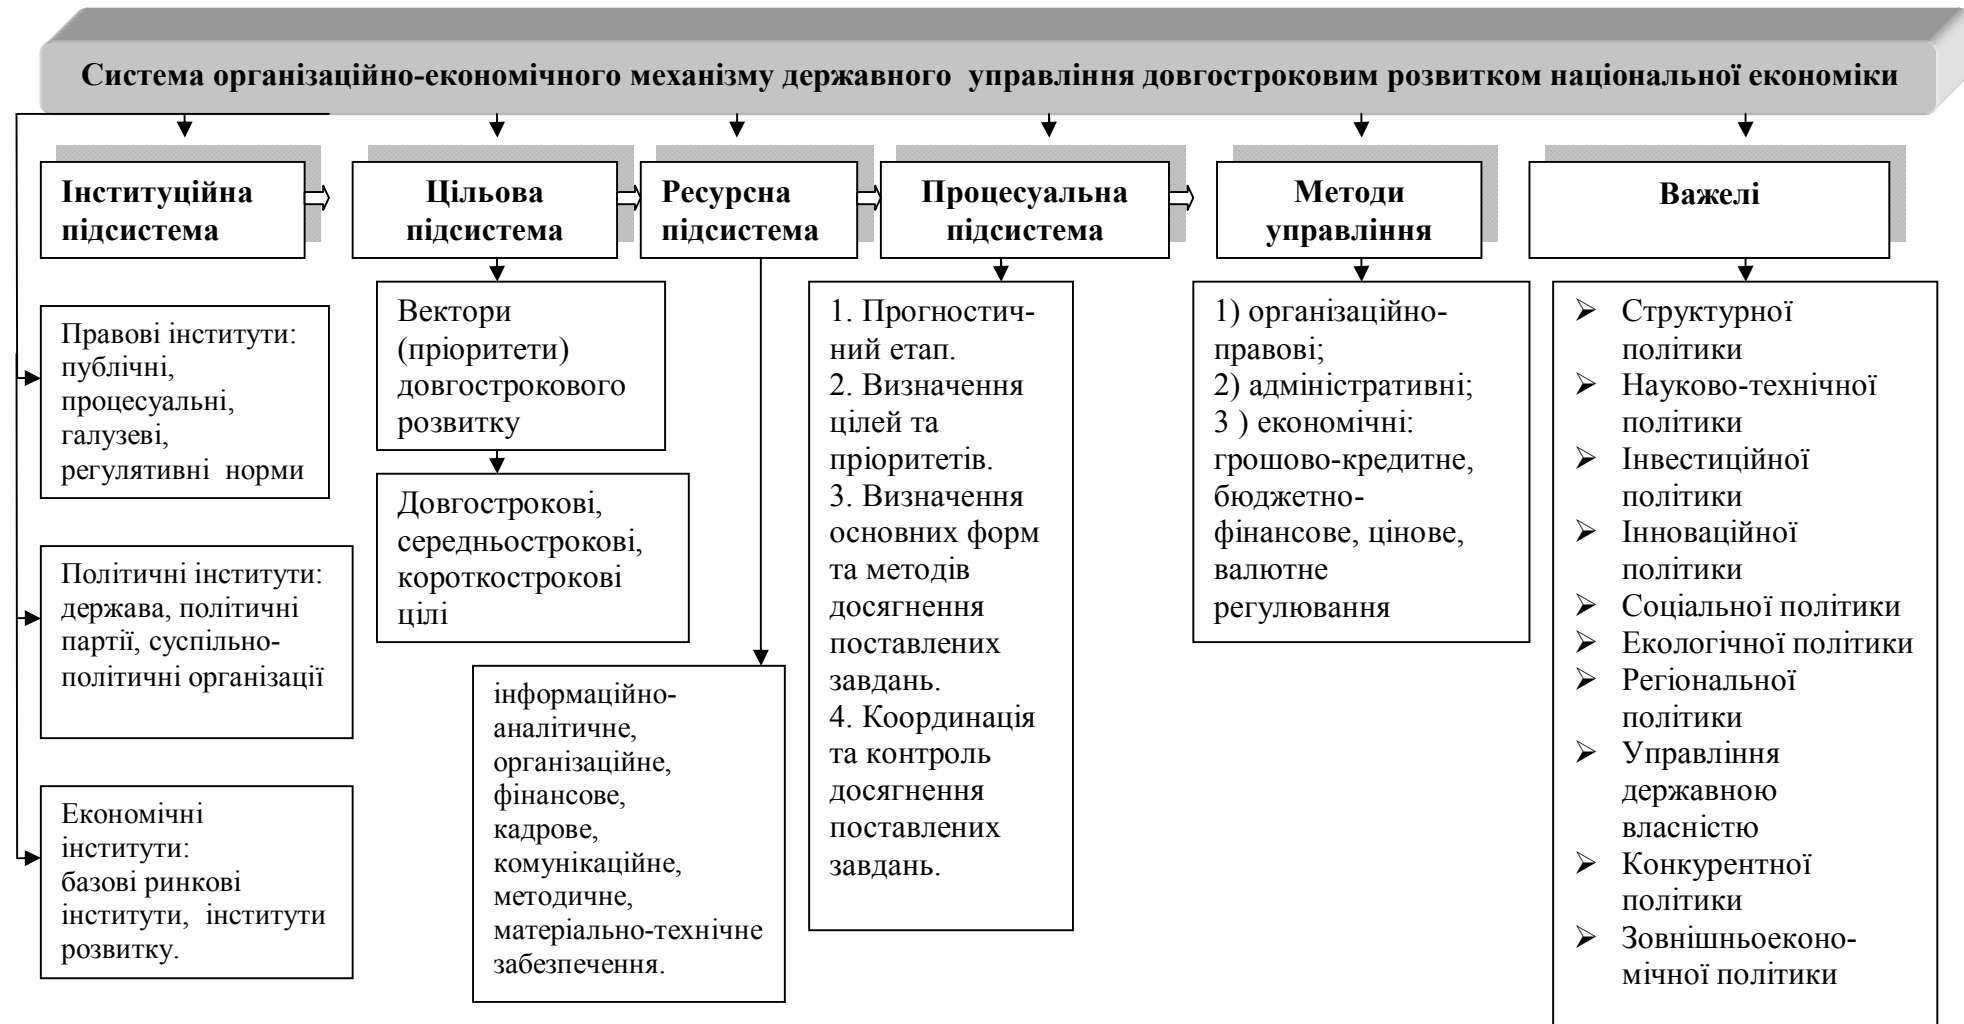 Система організаційно-економічного механізму державного управління довгостроковим розвитком національної економіки
Інституційна
підсистема
Цільова
підсистема
Ресурсна
підсистема
Процесуальна
підсистема
Методи
управління
Важелі
Правові інститути:
публічні,
процесуальні,
галузеві,
регулятивні норми
Політичні інститути:
держава, політичні
партії, суспільно-
політичні організації
Економічні
інститути:
базові ринкові
інститути, інститути
розвитку.
Вектори
(пріоритети)
довгострокового
розвитку
Довгострокові,
середньострокові,
короткострокові
цілі
інформаційно-
аналітичне,
організаційне,
фінансове,
кадрове,
комунікаційне,
методичне,
матеріально-технічне
забезпечення.
1. Прогностич-
ний етап.
2. Визначення
цілей та
пріоритетів.
3. Визначення
основних форм
та методів
досягнення
поставлених
завдань.
4. Координація
та контроль
досягнення
поставлених
завдань.
1) організаційно-
правові;
2) адміністративні;
3 ) економічні:
грошово-кредитне,
бюджетно-
фінансове, цінове,
валютне
регулювання
➢ Структурної
політики
➢ Науково-технічної
політики
➢ Інвестиційної
політики
➢ Інноваційної
політики
➢ Соціальної політики
➢ Екологічної політики
➢ Регіональної
політики
➢ Управління
державною
власністю
➢ Конкурентної
політики
➢ Зовнішньоеконо-
мічної політики